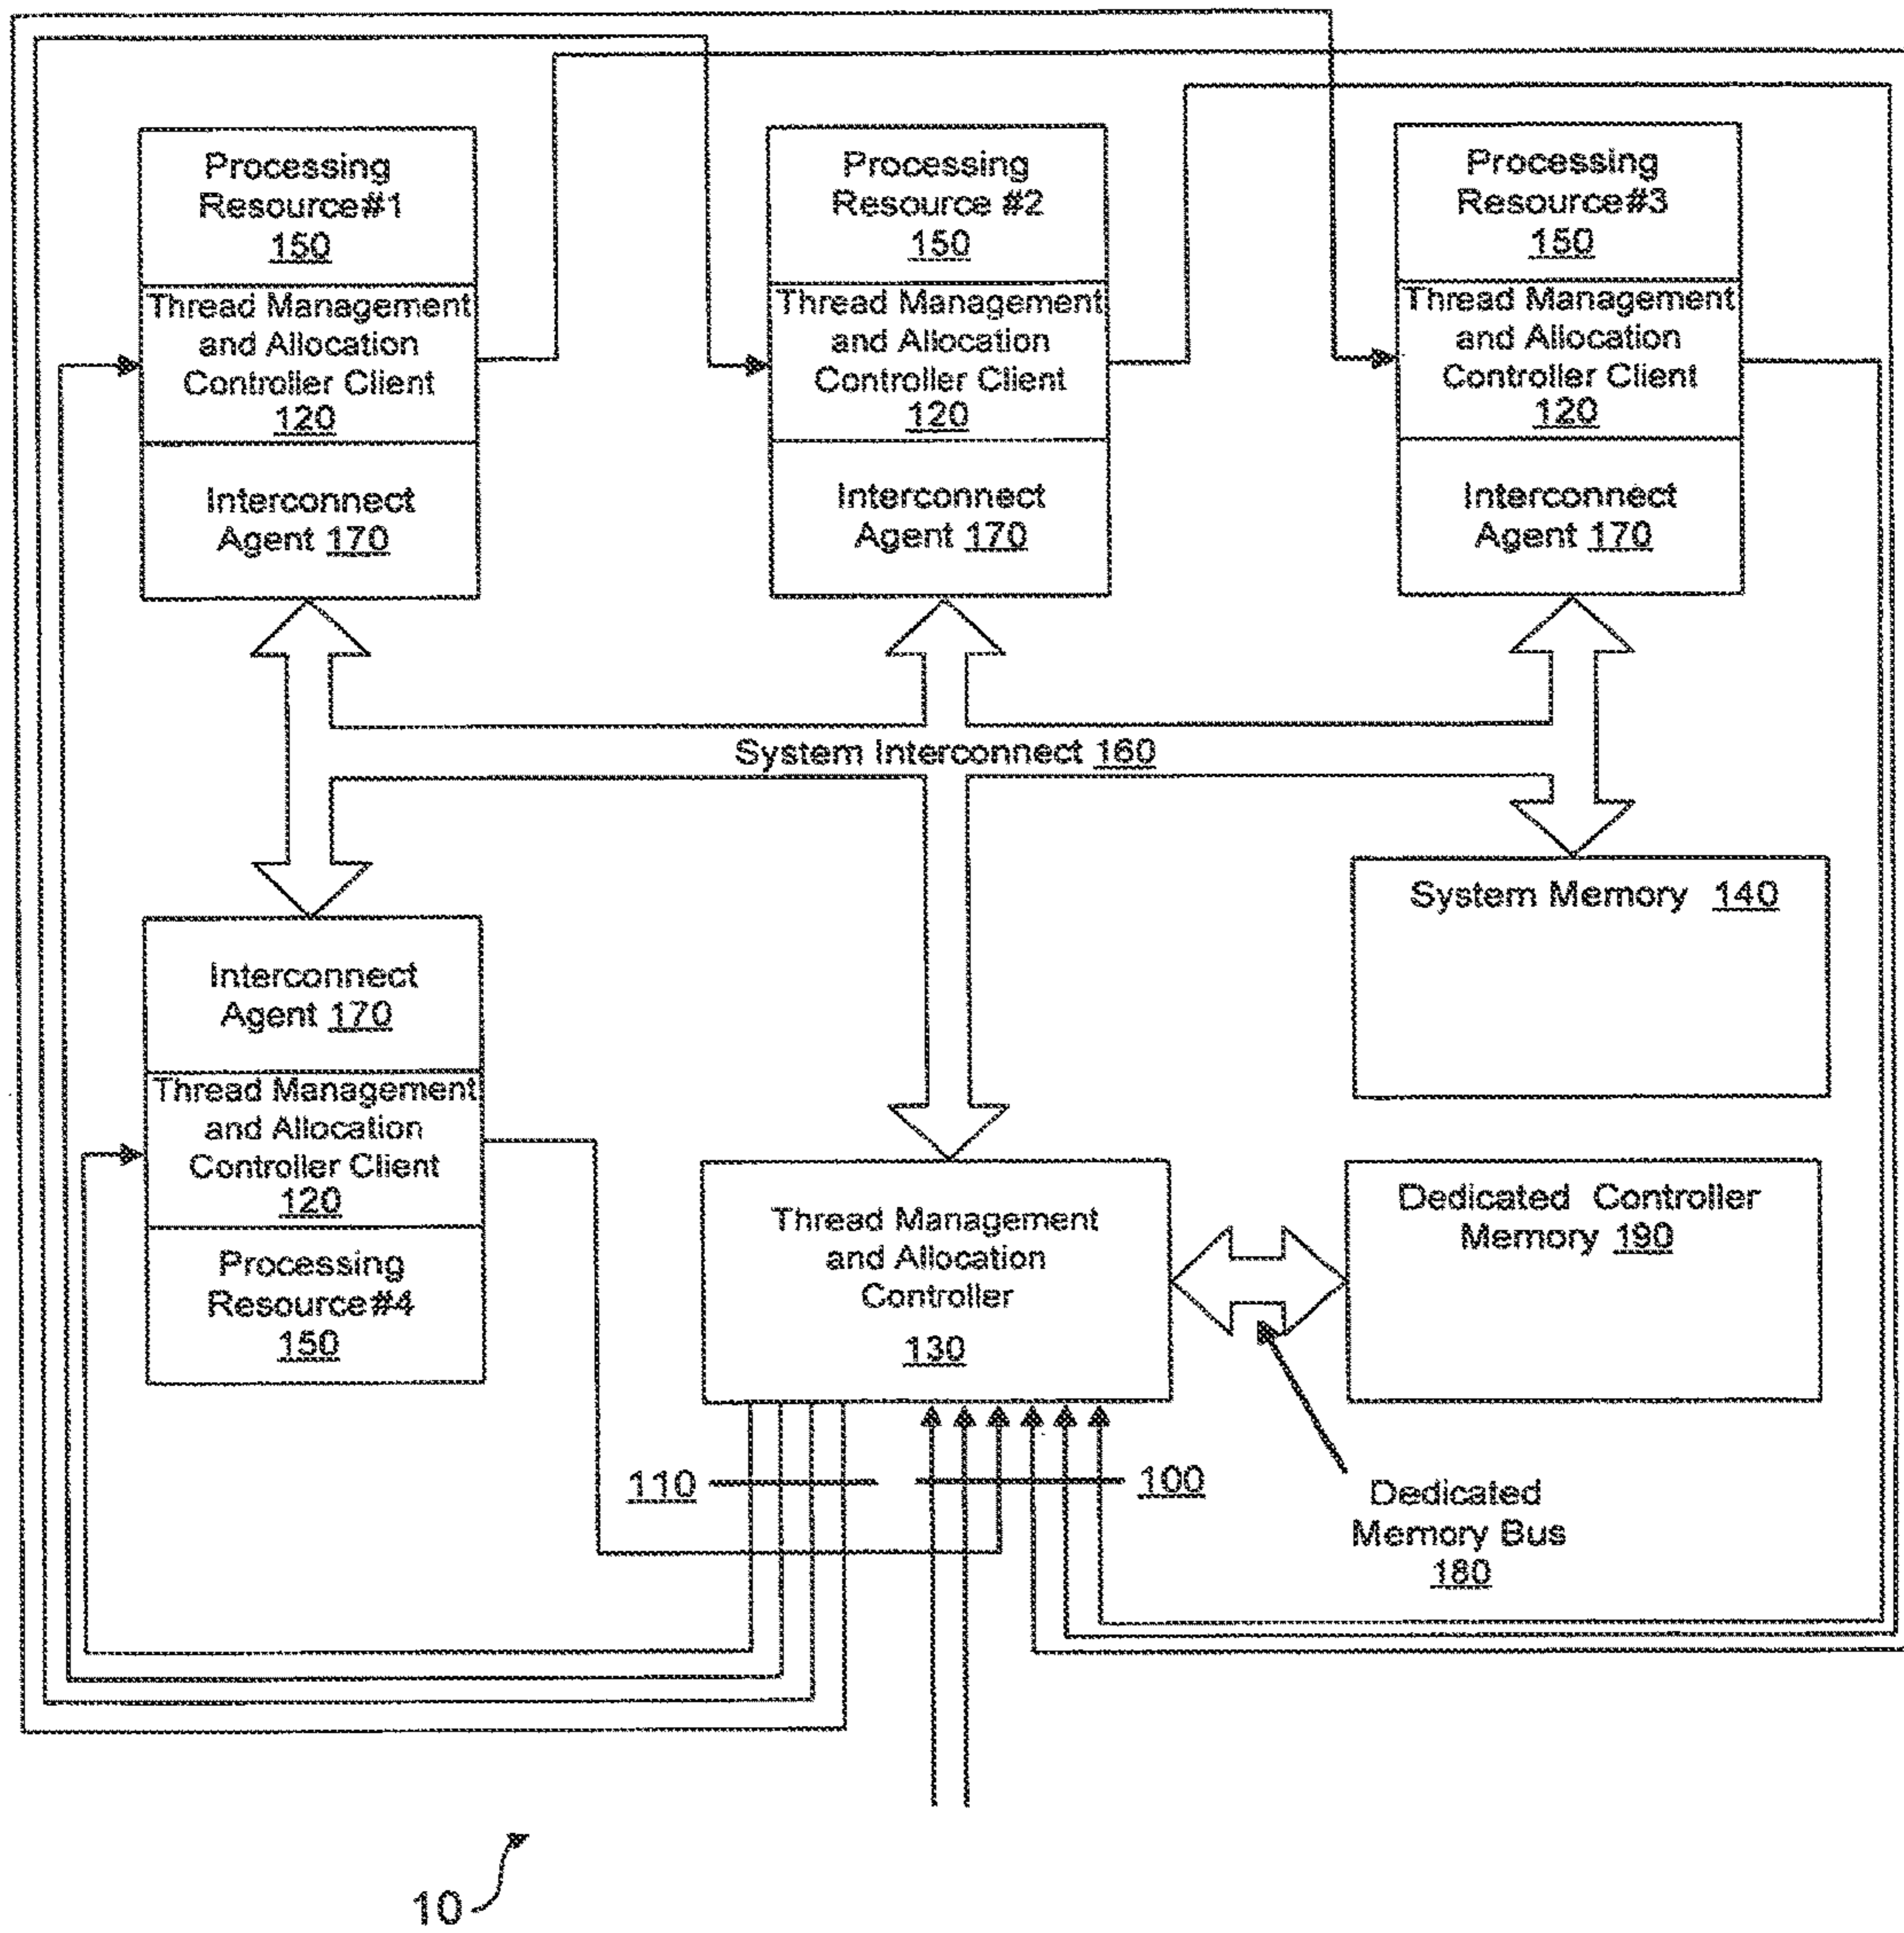 Processing
Resource#1
150
Thread Management
and Allocation
Controller Client
120
Interconnect
Agent 170
Processing
Resource #2
150
Thread Management
and Allocation
Controller Client
120
Interconnect
Agent 170
Processing
Resource#3
150
Thread Management
and Allocation
Controller Client
120
Interconnect
Agent 170
System Interconnect 160
System Memory 140
Interconnect
Agent 170
Thread Management
and Allocation
Controller Client
120
Processing
Resource#4
150
Thread Management
and Allocation
Controller
130
Dedicated Controller
Memory 190
110
100
Dedicated
Memory Bus
180
10